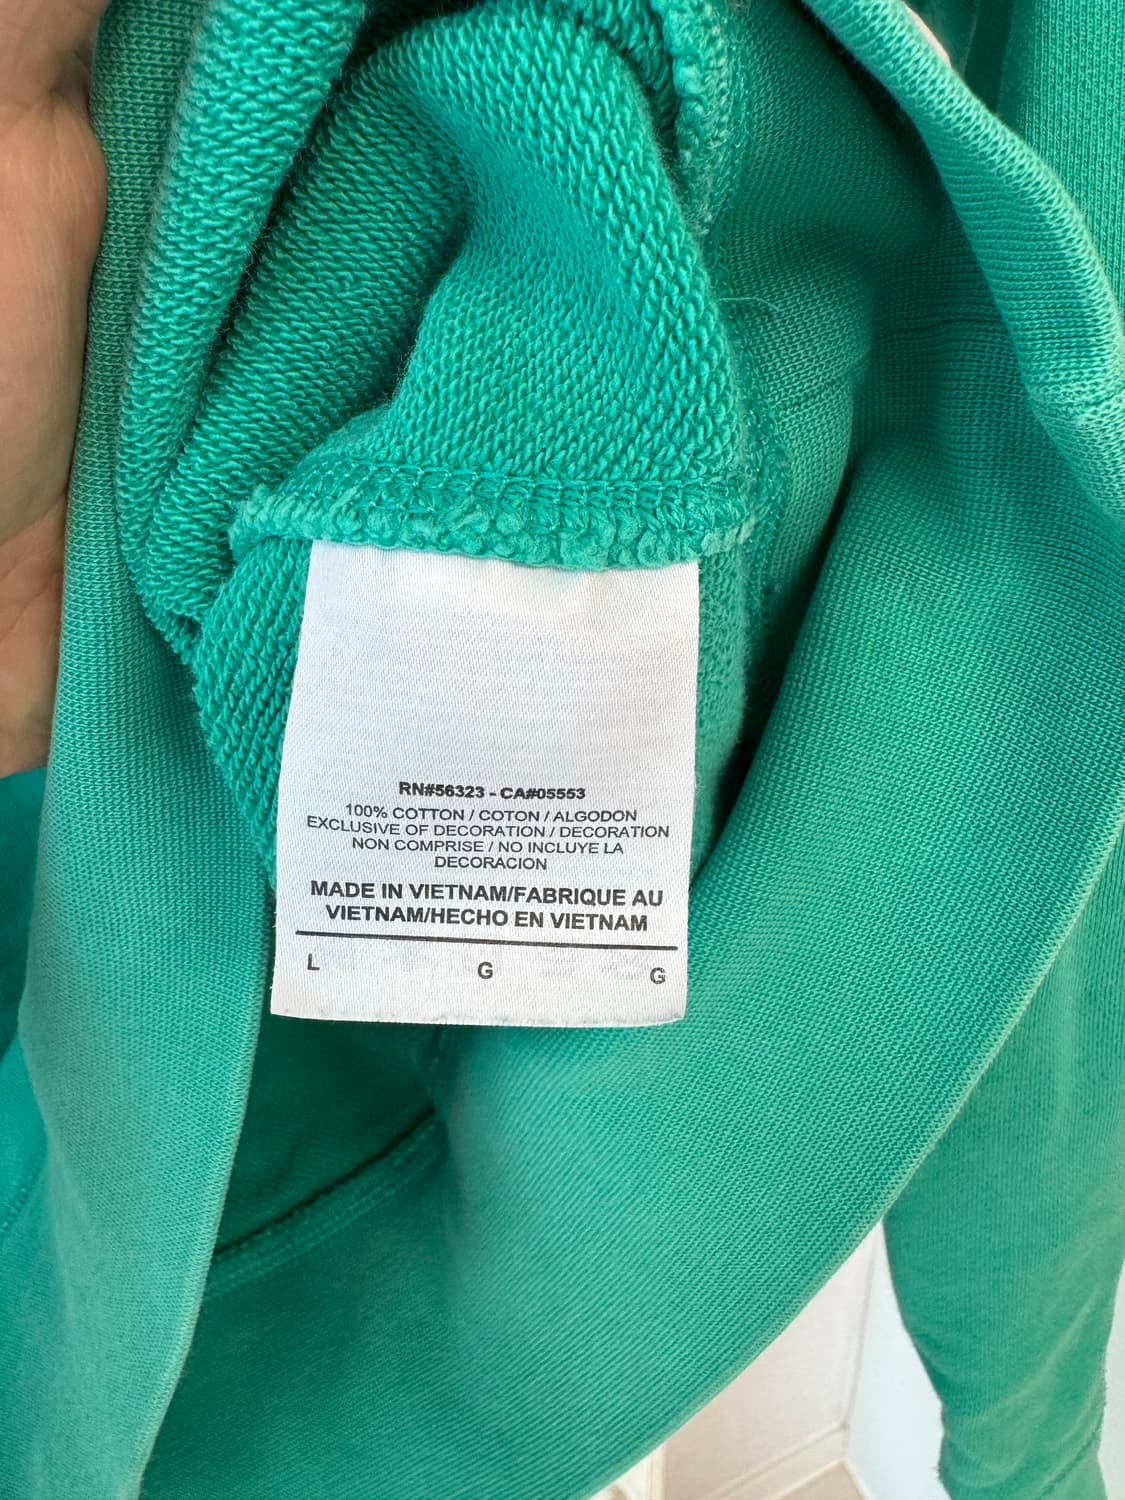 RN#56323 - CA#05553
100% COTTON / COTON / ALGODON
EXCLUSIVE OF DECORATION / DECORATION
NON COMPRISE / NO INCLUYE LA
DECORACION
MADE IN VIETNAM/FABRIQUE AU
VIETNAM/HECHO EN VIETNAM
L G G